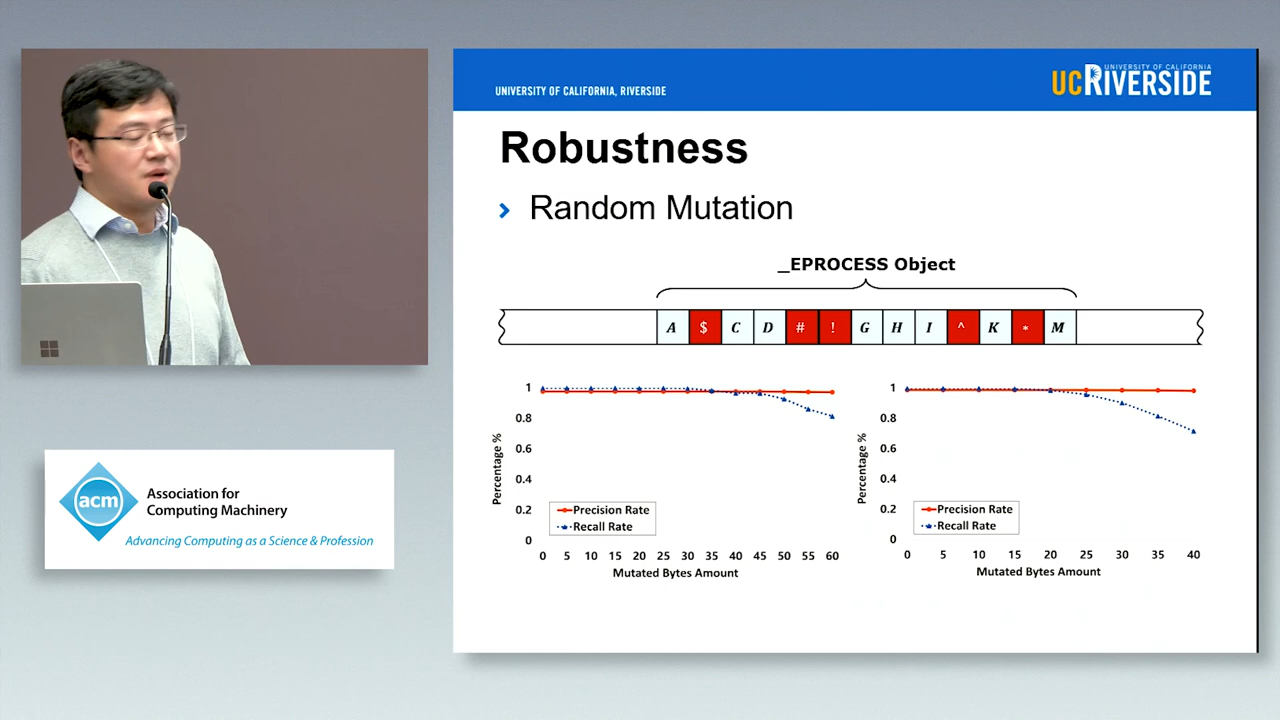 UNIVERSITY OF CALIFORNIA, RIVERSIDE
UNIVERSITY OF CALIFORNIA
UCRIVERSIDE
Robustness
› Random Mutation
_EPROCESS Object
A $ C D # ! G H I ^ K * M
1
0.8
0.6
0.4
0.2
0
Percentage %
Precision Rate
Recall Rate
0 5 10 15 20 25 30 35 40 45 50 55 60
Mutated Bytes Amount
1
0.8
0.6
0.4
0.2
0
Percentage %
Precision Rate
Recall Rate
0 5 10 15 20 25 30 35 40
Mutated Bytes Amount
acm
Association for
Computing Machinery
Advancing Computing as a Science & Profession